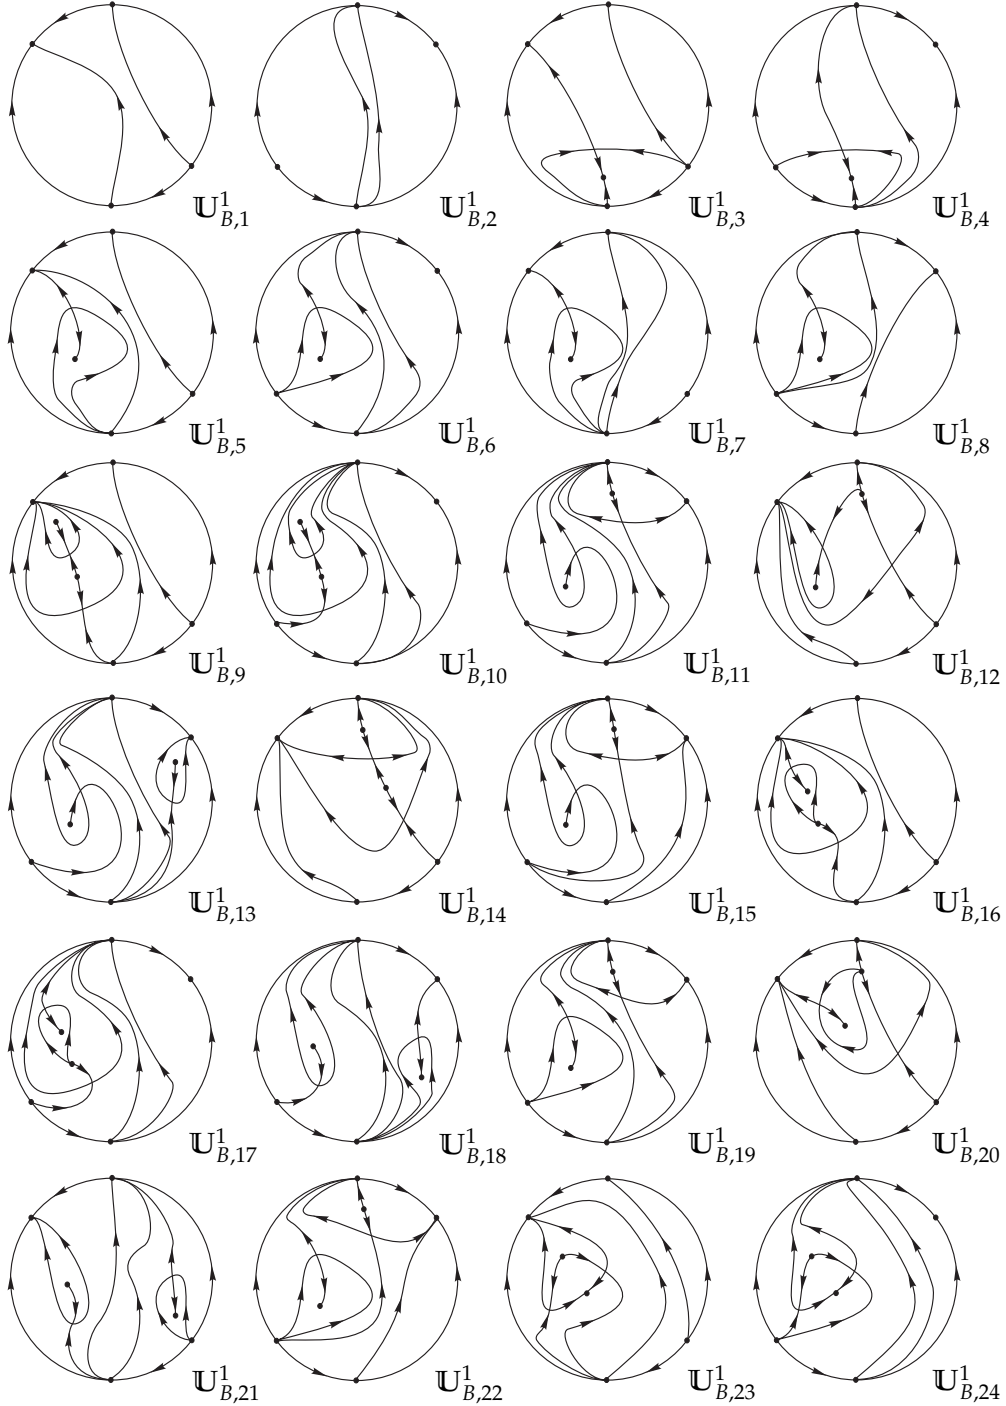 𝕌¹_{B,1} 𝕌¹_{B,2} 𝕌¹_{B,3} 𝕌¹_{B,4}
𝕌¹_{B,5} 𝕌¹_{B,6} 𝕌¹_{B,7} 𝕌¹_{B,8}
𝕌¹_{B,9} 𝕌¹_{B,10} 𝕌¹_{B,11} 𝕌¹_{B,12}
𝕌¹_{B,13} 𝕌¹_{B,14} 𝕌¹_{B,15} 𝕌¹_{B,16}
𝕌¹_{B,17} 𝕌¹_{B,18} 𝕌¹_{B,19} 𝕌¹_{B,20}
𝕌¹_{B,21} 𝕌¹_{B,22} 𝕌¹_{B,23} 𝕌¹_{B,24}